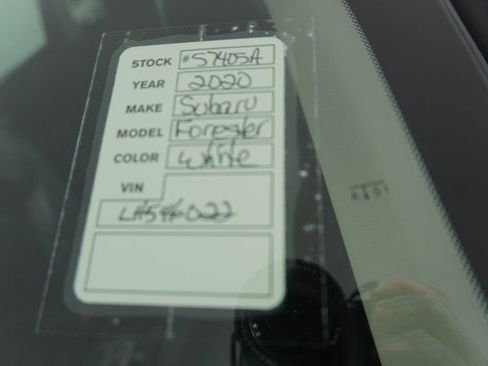 STOCK #S7405A
YEAR 2020
MAKE Subaru
MODEL Forester
COLOR White
VIN
LH546022